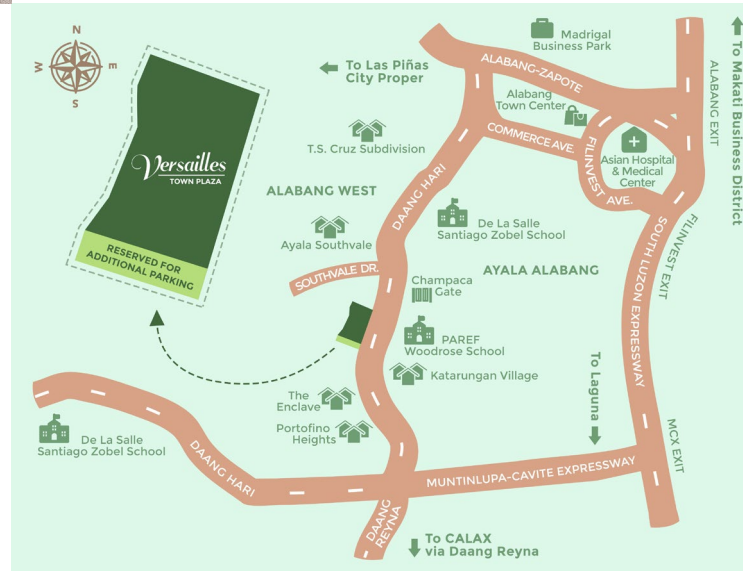 N
W
E
S
Versailles
TOWN PLAZA
RESERVED FOR
ADDITIONAL PARKING
To Las Piñas
City Proper
T.S. Cruz Subdivision
ALABANG WEST
Ayala Southvale
SOUTHVALE DR.
DAANG HARI
Madrigal
Business Park
ALABANG-ZAPOTE
Alabang
Town Center
COMMERCE AVE.
FILINVEST
AVE.
Asian Hospital
& Medical
Center
ALABANG EXIT
To Makati Business District
FILINVEST EXIT
SOUTH LUZON EXPRESSWAY
De La Salle
Santiago Zobel School
AYALA ALABANG
Champaca
Gate
PAREF
Woodrose School
Katarungan Village
The
Enclave
Portofino
Heights
To Laguna
MCX EXIT
De La Salle
Santiago Zobel School
DAANG HARI
MUNTINLUPA-CAVITE EXPRESSWAY
DAANG
REYNA
To CALAX
via Daang Reyna